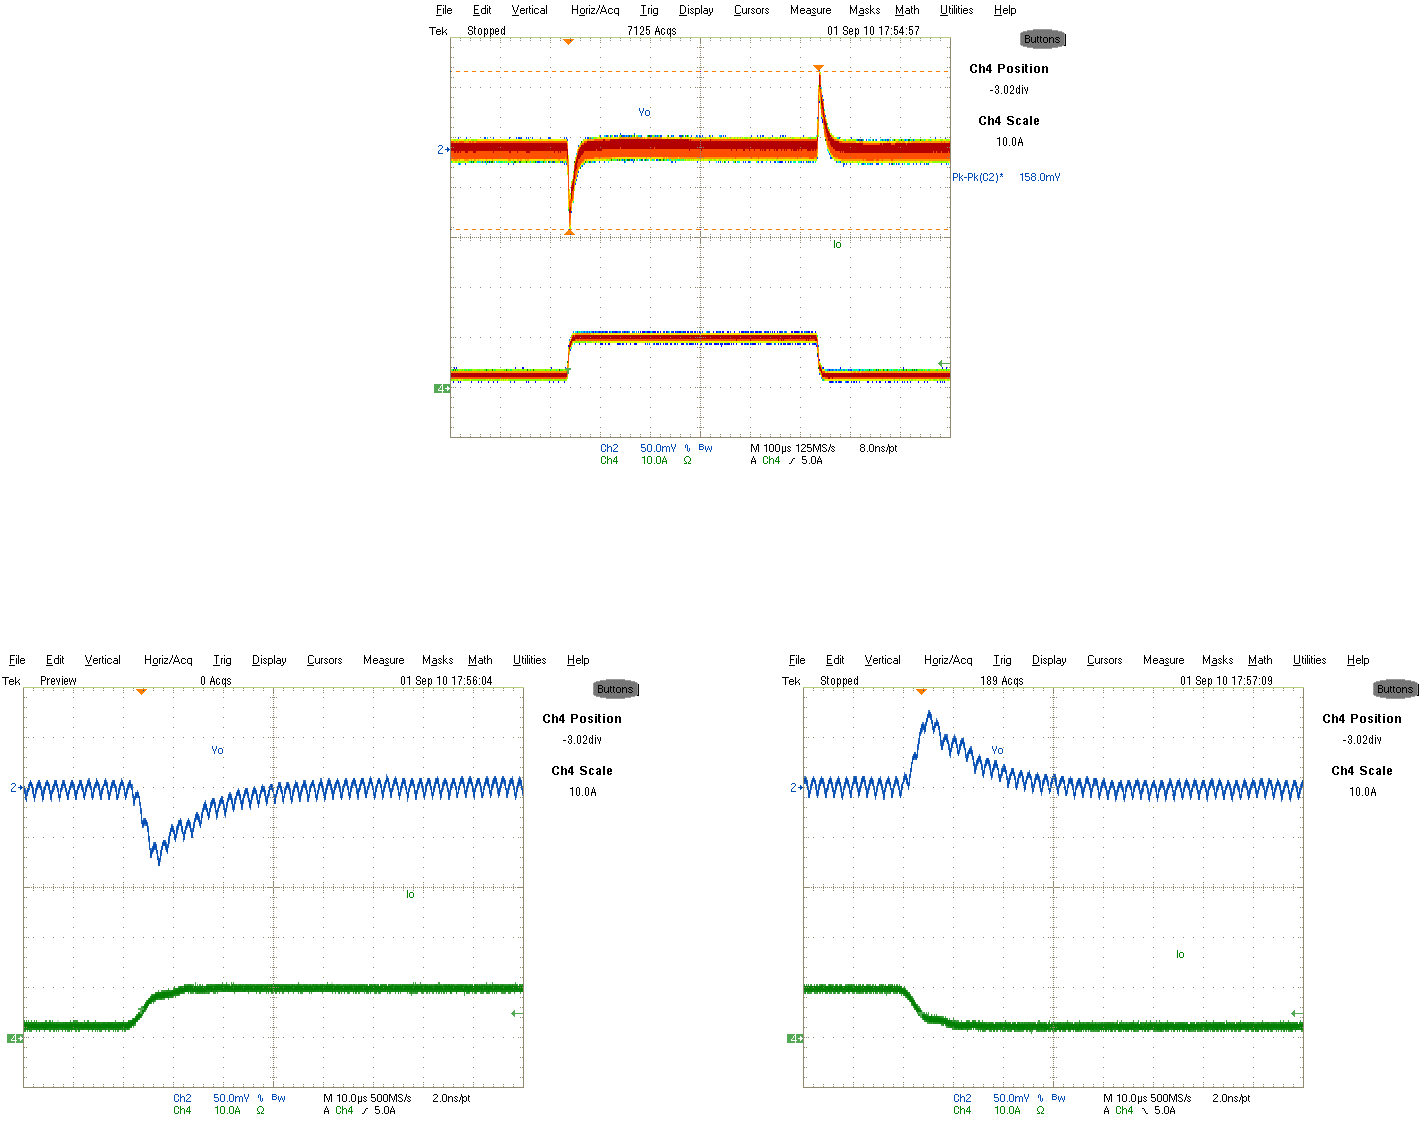 File Edit Vertical Horiz/Acq Trig Display Cursors Measure Masks Math Utilities Help
Tek Stopped 7125 Acqs 01 Sep 10 17:54:57
Buttons
Ch4 Position
-3.02div
Ch4 Scale
10.0A
Pk-Pk(C2)* 158.0mV
Vo
2
Io
4
Ch2 50.0mV ∿ Bw M 100µs 125MS/s 8.0ns/pt
Ch4 10.0A Ω A Ch4 ∕ 5.0A
File Edit Vertical Horiz/Acq Trig Display Cursors Measure Masks Math Utilities Help
Tek Preview 0 Acqs 01 Sep 10 17:56:04
Buttons
Ch4 Position
-3.02div
Ch4 Scale
10.0A
Vo
2
Io
4
Ch2 50.0mV ∿ Bw M 10.0µs 500MS/s 2.0ns/pt
Ch4 10.0A Ω A Ch4 ∕ 5.0A
File Edit Vertical Horiz/Acq Trig Display Cursors Measure Masks Math Utilities Help
Tek Stopped 189 Acqs 01 Sep 10 17:57:09
Buttons
Ch4 Position
-3.02div
Ch4 Scale
10.0A
Vo
2
Io
4
Ch2 50.0mV ∿ Bw M 10.0µs 500MS/s 2.0ns/pt
Ch4 10.0A Ω A Ch4 ∕ 5.0A